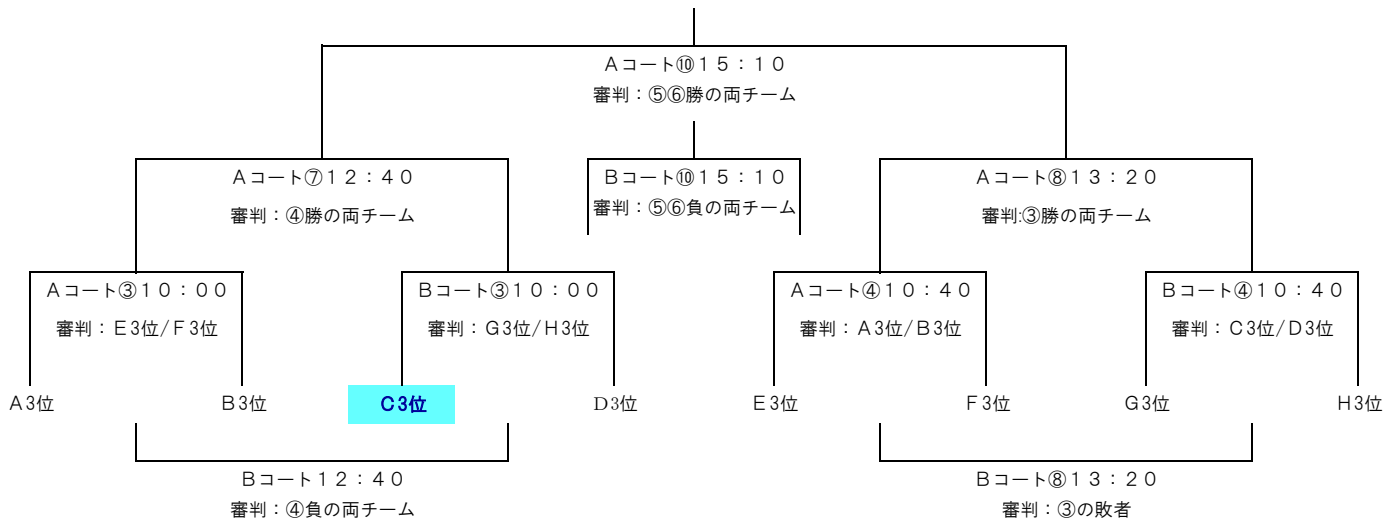 Aコート⑩15：10
審判：⑤⑥勝の両チーム
Aコート⑦12：40
審判：④勝の両チーム
Bコート⑩15：10
審判：⑤⑥負の両チーム
Aコート⑧13：20
審判:③勝の両チーム
Aコート③10：00
審判：E3位/F3位
Bコート③10：00
審判：G3位/H3位
Aコート④10：40
審判：A3位/B3位
Bコート④10：40
審判：C3位/D3位
A3位
B3位
C3位
D3位
E3位
F3位
G3位
H3位
Bコート12：40
審判：④負の両チーム
Bコート⑧13：20
審判：③の敗者